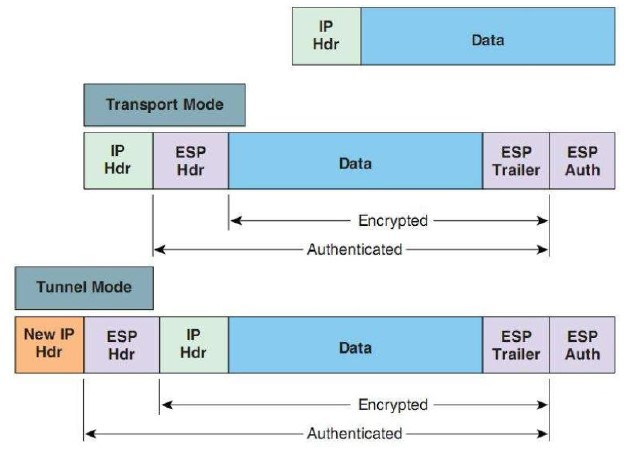 IP
Hdr
Data
Transport Mode
IP
Hdr
ESP
Hdr
Data
ESP
Trailer
ESP
Auth
Encrypted
Authenticated
Tunnel Mode
New IP
Hdr
ESP
Hdr
IP
Hdr
Data
ESP
Trailer
ESP
Auth
Encrypted
Authenticated